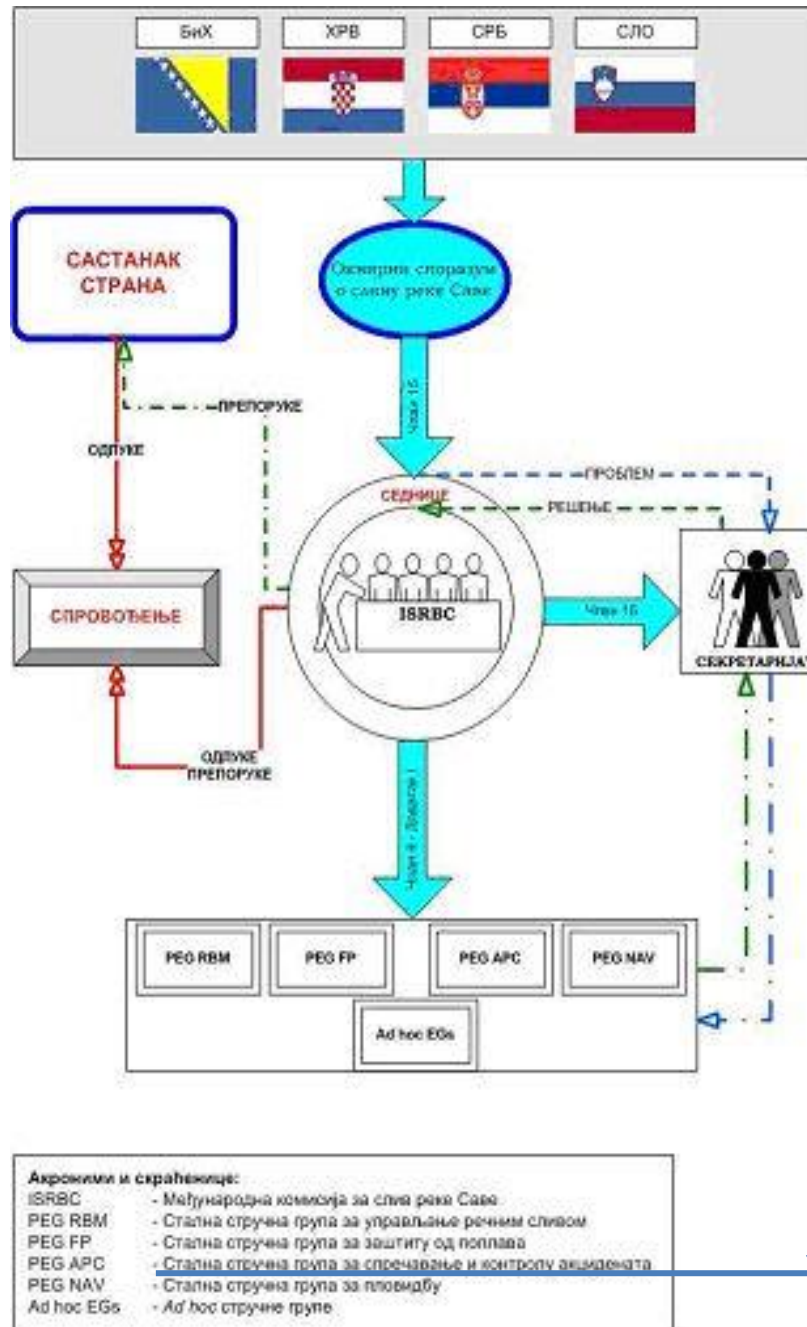 БиХ
ХРВ
СРБ
СЛО
САСТАНАК
СТРАНА
Оквирни споразум
о сливу реке Саве
ПРЕПОРУКЕ
ОДЛУКЕ
Члан 15
ПРОБЛЕМ
СЕДНИЦЕ
РЕШЕЊЕ
СПРОВОЂЕЊЕ
ISRBC
Члан 16
СЕКРЕТАРИЈАТ
ОДЛУКЕ
ПРЕПОРУКЕ
Члан - I
PEG RBM
PEG FP
PEG APC
PEG NAV
Ad hoc EGs
Акроними и скраћенице:
ISRBC - Међународна комисија за слив реке Саве
PEG RBM - Стална стручна група за управљање речним сливом
PEG FP - Стална стручна група за заштиту од поплава
PEG APC - Стална стручна група за спречавање и контролу акцидената
PEG NAV - Стална стручна група за пловидбу
Ad hoc EGs - Ad hoc стручне групе